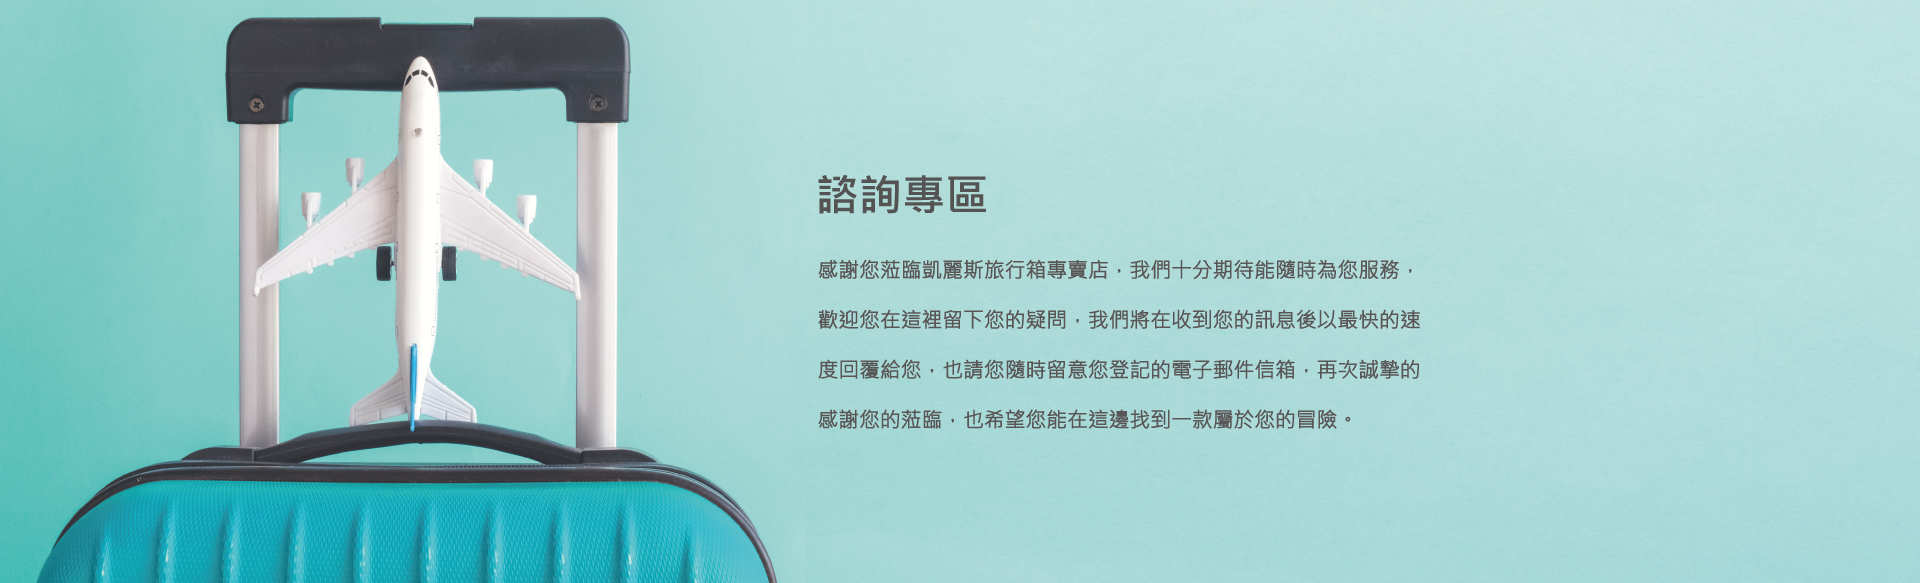 諮詢專區
感謝您蒞臨凱麗斯旅行箱專賣店，我們十分期待能隨時為您服務，
歡迎您在這裡留下您的疑問，我們將在收到您的訊息後以最快的速
度回覆給您，也請您隨時留意您登記的電子郵件信箱，再次誠摯的
感謝您的蒞臨，也希望您能在這邊找到一款屬於您的冒險。